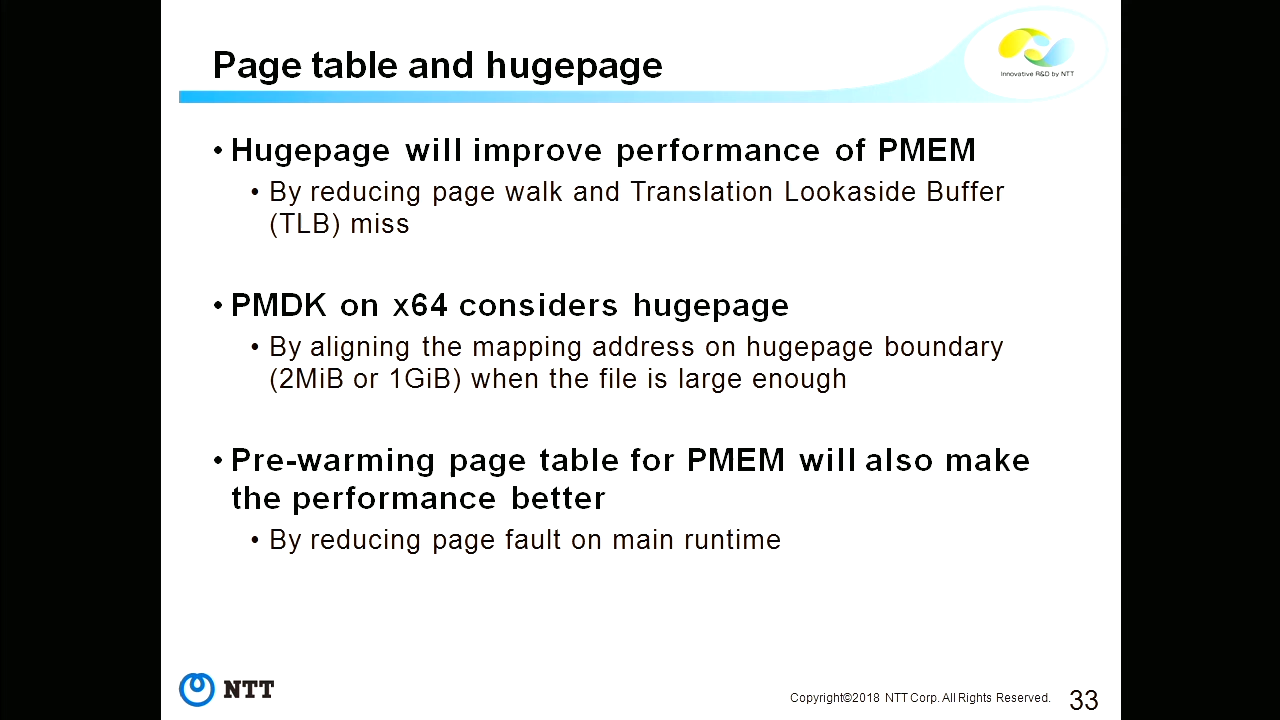 Page table and hugepage
Innovative R&D by NTT
• Hugepage will improve performance of PMEM
• By reducing page walk and Translation Lookaside Buffer
(TLB) miss
• PMDK on x64 considers hugepage
• By aligning the mapping address on hugepage boundary
(2MiB or 1GiB) when the file is large enough
• Pre-warming page table for PMEM will also make
the performance better
• By reducing page fault on main runtime
NTT
Copyright©2018 NTT Corp. All Rights Reserved.
33